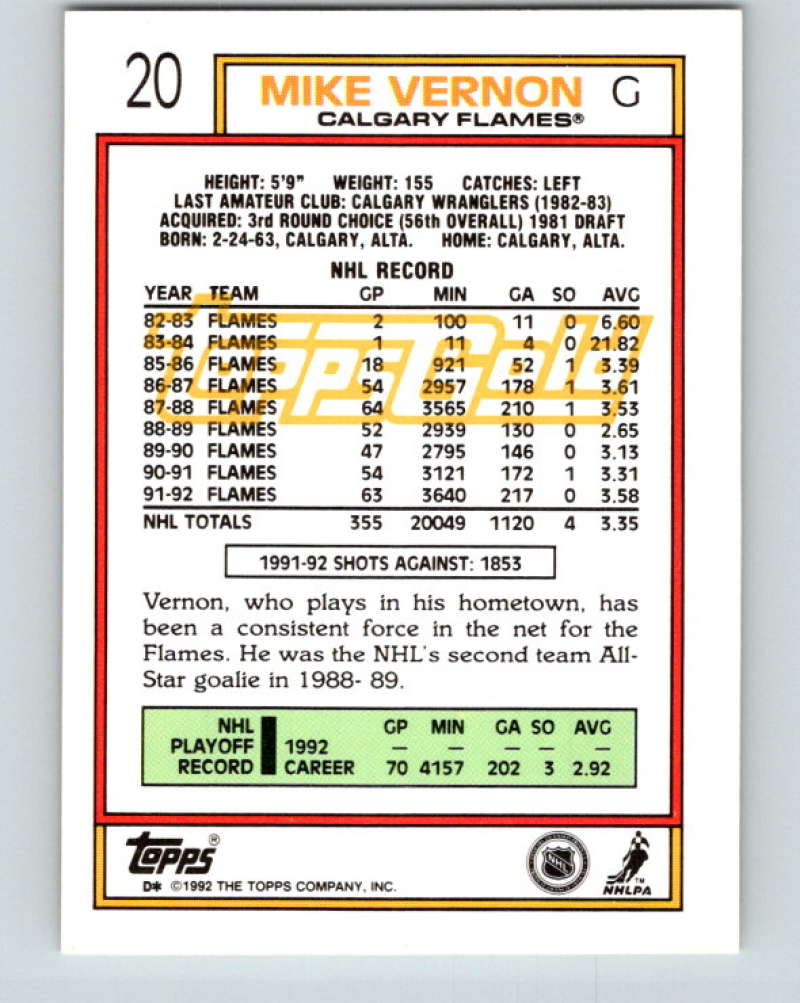 20
MIKE VERNON G
CALGARY FLAMES®
HEIGHT: 5'9" WEIGHT: 155 CATCHES: LEFT
LAST AMATEUR CLUB: CALGARY WRANGLERS (1982-83)
ACQUIRED: 3rd ROUND CHOICE (56th OVERALL) 1981 DRAFT
BORN: 2-24-63, CALGARY, ALTA. HOME: CALGARY, ALTA.
NHL RECORD
YEAR TEAM GP MIN GA SO AVG
82-83 FLAMES 2 100 11 0 6.60
83-84 FLAMES 1 11 4 0 21.82
85-86 FLAMES 18 921 52 1 3.39
86-87 FLAMES 54 2957 178 1 3.61
87-88 FLAMES 64 3565 210 1 3.53
88-89 FLAMES 52 2939 130 0 2.65
89-90 FLAMES 47 2795 146 0 3.13
90-91 FLAMES 54 3121 172 1 3.31
91-92 FLAMES 63 3640 217 0 3.58
NHL TOTALS 355 20049 1120 4 3.35
ToppsGold
1991-92 SHOTS AGAINST: 1853
Vernon, who plays in his hometown, has
been a consistent force in the net for the
Flames. He was the NHL's second team All-
Star goalie in 1988- 89.
NHL GP MIN GA SO AVG
PLAYOFF 1992 — — — — —
RECORD CAREER 70 4157 202 3 2.92
Topps®
D* ©1992 THE TOPPS COMPANY, INC.
NHL
NHLPA™